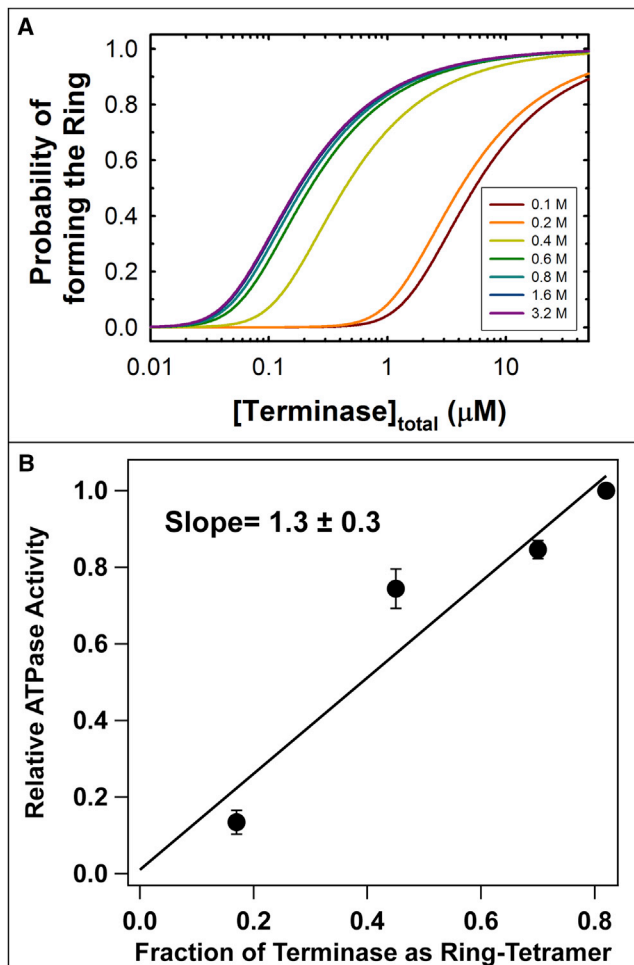 A
Probability of
forming the Ring
1.0
0.8
0.6
0.4
0.2
0.0
0.1 M
0.2 M
0.4 M
0.6 M
0.8 M
1.6 M
3.2 M
0.01
0.1
1
10
[Terminase]total (μM)
B
Relative ATPase Activity
1.0
0.8
0.6
0.4
0.2
0.0
Slope= 1.3 ± 0.3
0.0
0.2
0.4
0.6
0.8
Fraction of Terminase as Ring-Tetramer